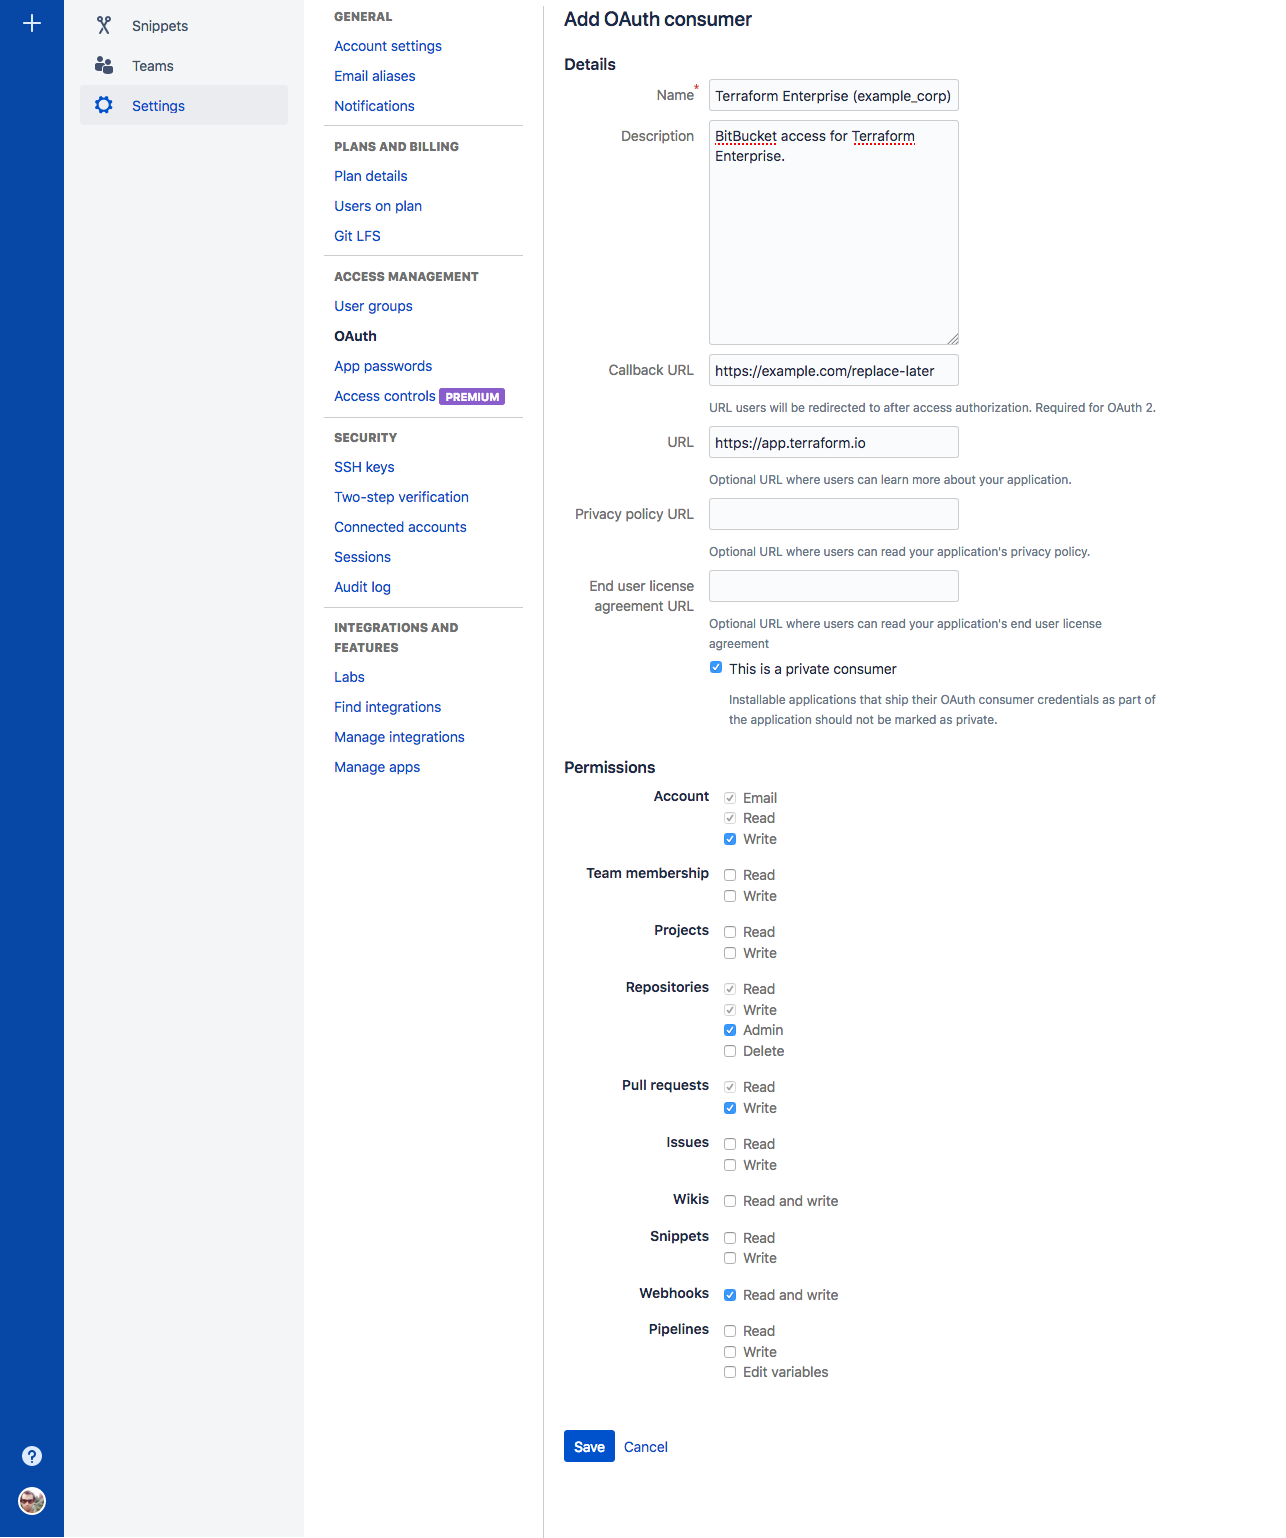 Snippets
Teams
Settings
GENERAL
Account settings
Email aliases
Notifications
PLANS AND BILLING
Plan details
Users on plan
Git LFS
ACCESS MANAGEMENT
User groups
OAuth
App passwords
Access controls PREMIUM
SECURITY
SSH keys
Two-step verification
Connected accounts
Sessions
Audit log
INTEGRATIONS AND
FEATURES
Labs
Find integrations
Manage integrations
Manage apps
Add OAuth consumer
Details
Name* Terraform Enterprise (example_corp)
Description BitBucket access for Terraform
Enterprise.
Callback URL https://example.com/replace-later
URL users will be redirected to after access authorization. Required for OAuth 2.
URL https://app.terraform.io
Optional URL where users can learn more about your application.
Privacy policy URL
Optional URL where users can read your application's privacy policy.
End user license
agreement URL
Optional URL where users can read your application's end user license
agreement
This is a private consumer
Installable applications that ship their OAuth consumer credentials as part of
the application should not be marked as private.
Permissions
Account Email
Read
Write
Team membership Read
Write
Projects Read
Write
Repositories Read
Write
Admin
Delete
Pull requests Read
Write
Issues Read
Write
Wikis Read and write
Snippets Read
Write
Webhooks Read and write
Pipelines Read
Write
Edit variables
Save Cancel